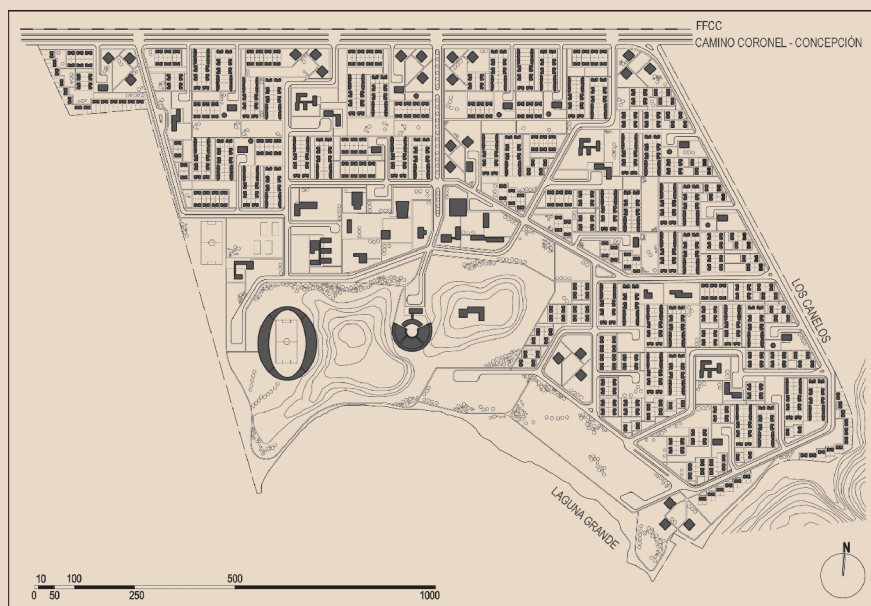 FFCC
CAMINO CORONEL - CONCEPCIÓN
LOS CANELOS
LAGUNA GRANDE
N
10 100 500
0 50 250 1000